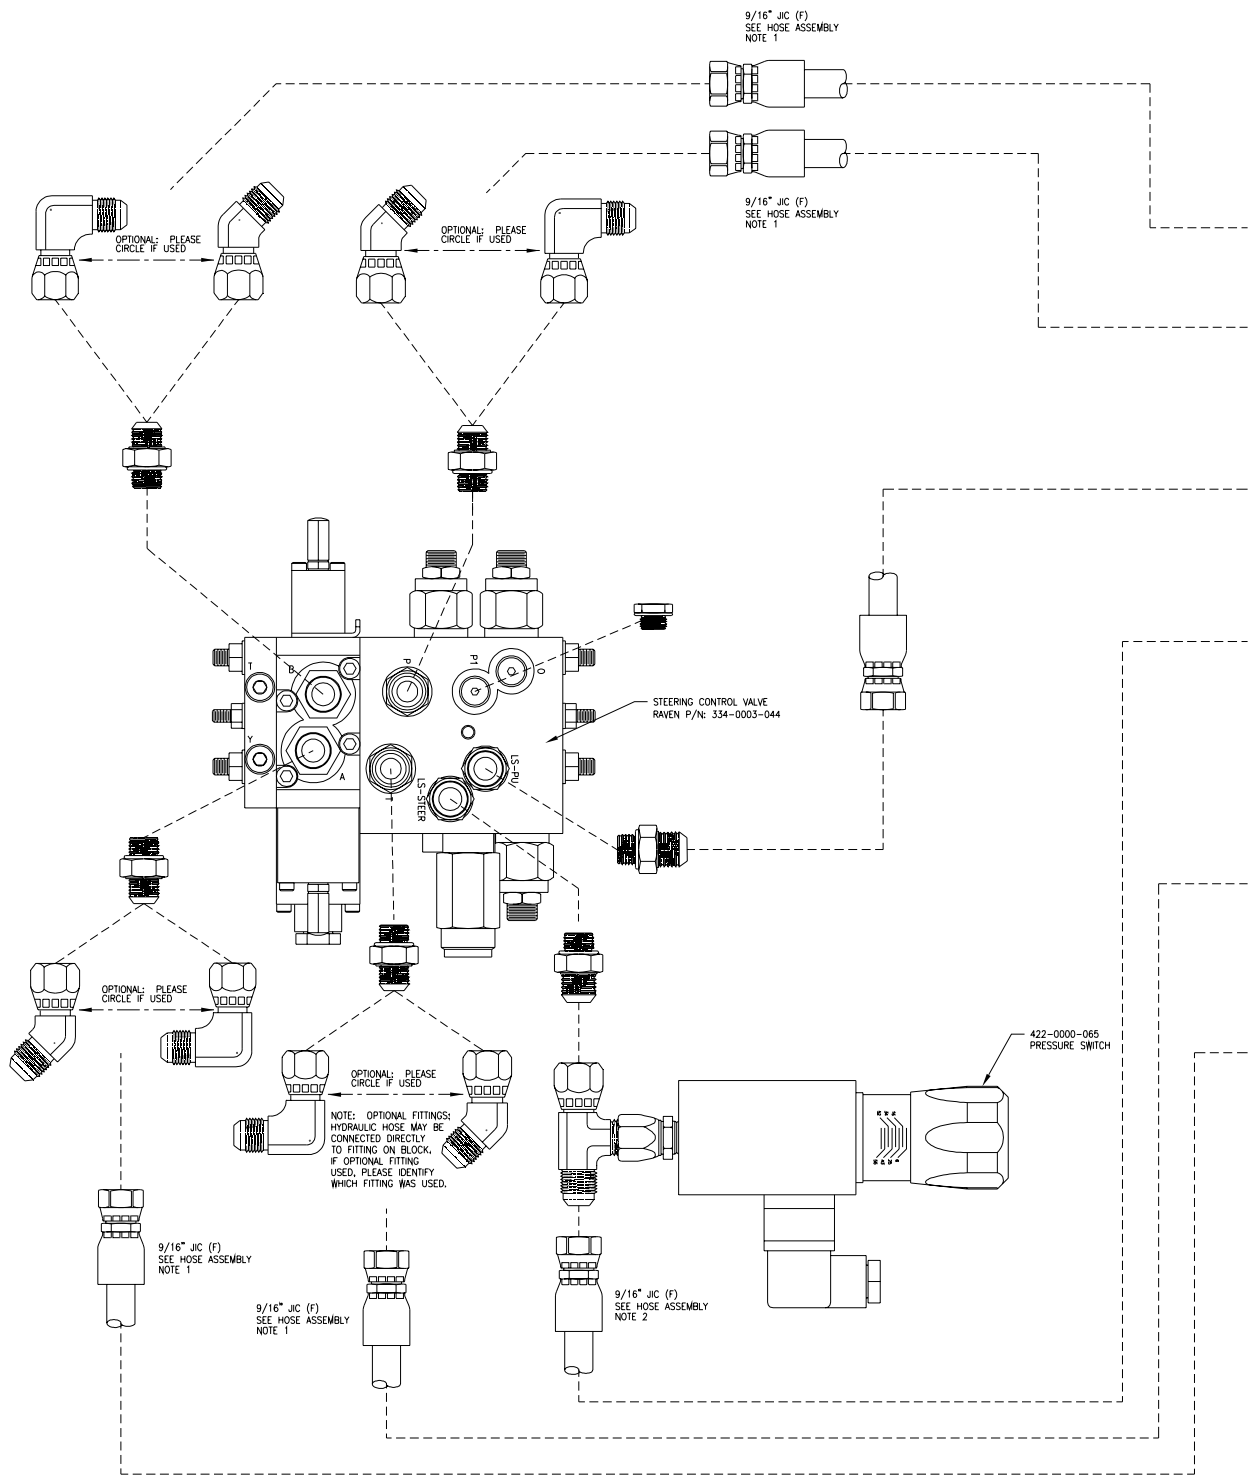 9/16" JIC (F)
SEE HOSE ASSEMBLY
NOTE 1
9/16" JIC (F)
SEE HOSE ASSEMBLY
NOTE 1
OPTIONAL: PLEASE
CIRCLE IF USED
OPTIONAL: PLEASE
CIRCLE IF USED
T
B
P
P1
O
Y
A
T
LS-STEER
LS-PU
STEERING CONTROL VALVE
RAVEN P/N: 334-0003-044
OPTIONAL: PLEASE
CIRCLE IF USED
422-0000-065
PRESSURE SWITCH
OPTIONAL: PLEASE
CIRCLE IF USED
NOTE: OPTIONAL FITTINGS:
HYDRAULIC HOSE MAY BE
CONNECTED DIRECTLY
TO FITTING ON BLOCK.
IF OPTIONAL FITTING
USED, PLEASE IDENTIFY
WHICH FITTING WAS USED.
9/16" JIC (F)
SEE HOSE ASSEMBLY
NOTE 1
9/16" JIC (F)
SEE HOSE ASSEMBLY
NOTE 1
9/16" JIC (F)
SEE HOSE ASSEMBLY
NOTE 2